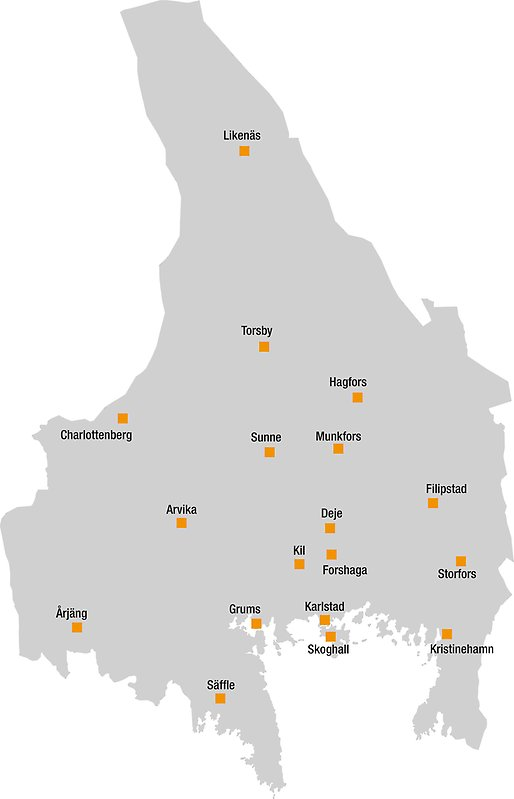 Likenäs
Torsby
Hagfors
Charlottenberg
Sunne
Munkfors
Filipstad
Arvika
Deje
Kil
Forshaga
Storfors
Årjäng
Grums
Karlstad
Skoghall
Kristinehamn
Säffle